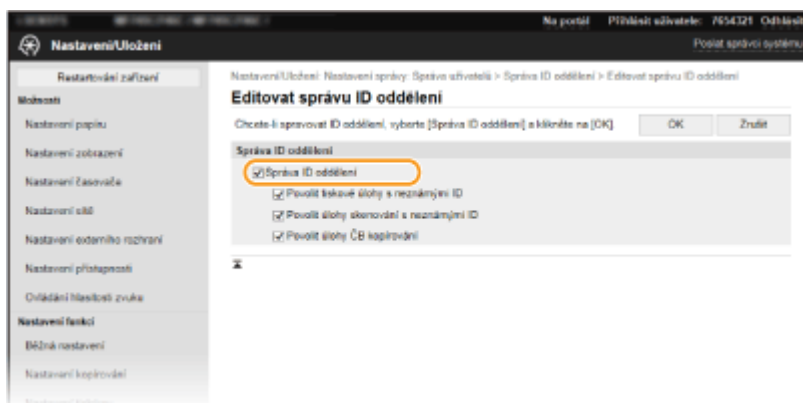 Na portál Přihlásit uživatele: 7654321 Odhlásit
Nastavení/Uložení
Poslat správci systému
Restartování zařízení
Nastavení/Uložení: Nastavení správy: Správa uživatelů > Správa ID oddělení > Editovat správu ID oddělení
Možnosti
Editovat správu ID oddělení
Nastavení papíru
Chcete-li spravovat ID oddělení, vyberte [Správa ID oddělení] a klikněte na [OK]
OK
Zrušit
Nastavení zobrazení
Správa ID oddělení
Správa ID oddělení
Nastavení časovače
Povolit tiskové úlohy s neznámými ID
Nastavení sítě
Povolit úlohy skenování s neznámými ID
Povolit úlohy ČB kopírování
Nastavení externího rozhraní
Nastavení přístupnosti
Ovládání hlasitosti zvuku
Nastavení funkcí
Běžná nastavení
Nastavení kopírování